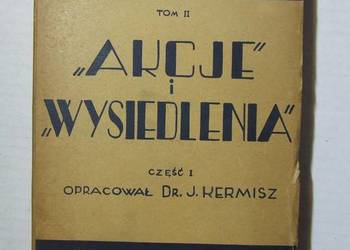 TOM II
„AKCJE"
i
„WYSIEDLENIA"
CZĘŚĆ I
OPRACOWAŁ DR. J. KERMISZ